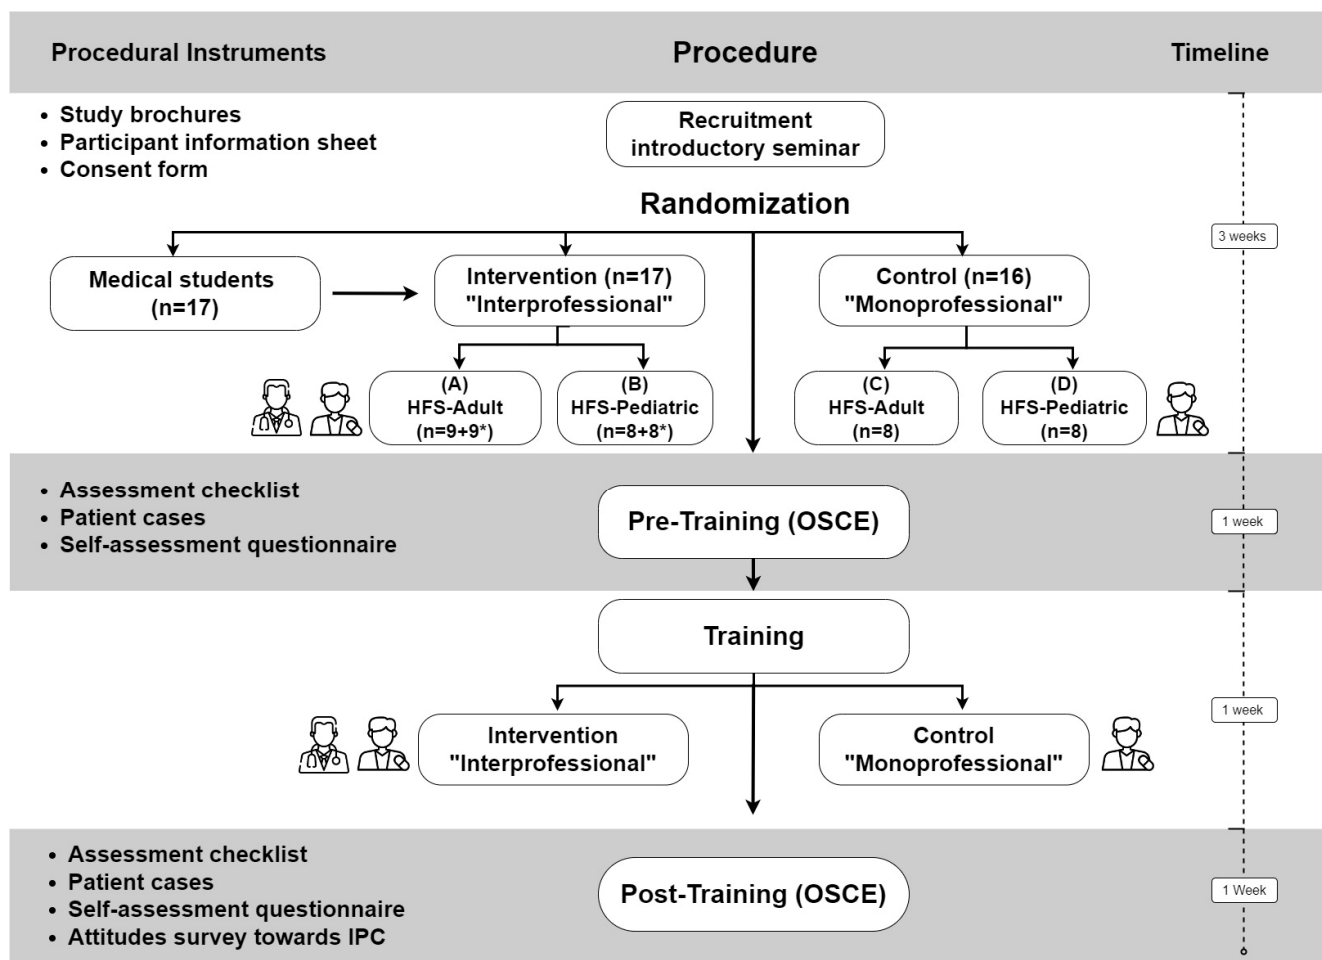 Procedural Instruments
Procedure
Timeline
• Study brochures
• Participant information sheet
• Consent form
Recruitment
introductory seminar
Randomization
3 weeks
Medical students
(n=17)
Intervention (n=17)
"Interprofessional"
Control (n=16)
"Monoprofessional"
(A)
HFS-Adult
(n=9+9*)
(B)
HFS-Pediatric
(n=8+8*)
(C)
HFS-Adult
(n=8)
(D)
HFS-Pediatric
(n=8)
• Assessment checklist
• Patient cases
• Self-assessment questionnaire
Pre-Training (OSCE)
1 week
Training
Intervention
"Interprofessional"
Control
"Monoprofessional"
1 week
• Assessment checklist
• Patient cases
• Self-assessment questionnaire
• Attitudes survey towards IPC
Post-Training (OSCE)
1 Week